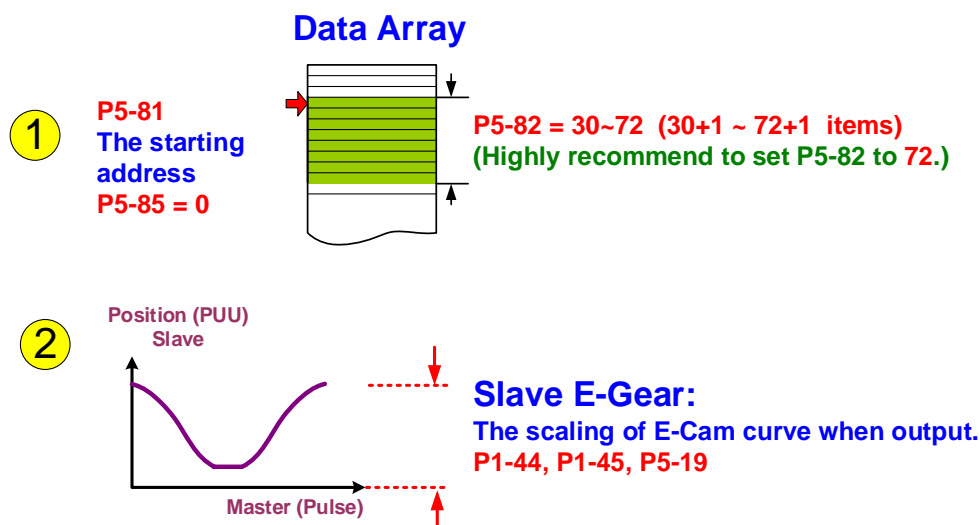 Data Array
1
P5-81
The starting
address
P5-85 = 0
P5-82 = 30~72 (30+1 ~ 72+1 items)
(Highly recommend to set P5-82 to 72.)
2
Position (PUU)
Slave
Master (Pulse)
Slave E-Gear:
The scaling of E-Cam curve when output.
P1-44, P1-45, P5-19